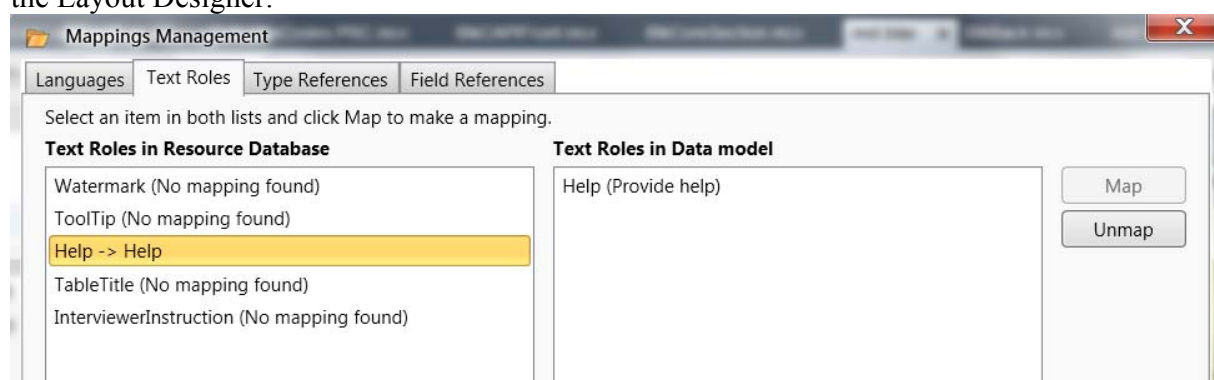 the Layout Designer.
Mappings Management
Languages Text Roles Type References Field References
Select an item in both lists and click Map to make a mapping.
Text Roles in Resource Database Text Roles in Data model
Watermark (No mapping found) Help (Provide help) Map
ToolTip (No mapping found) Unmap
Help -> Help
TableTitle (No mapping found)
InterviewerInstruction (No mapping found)